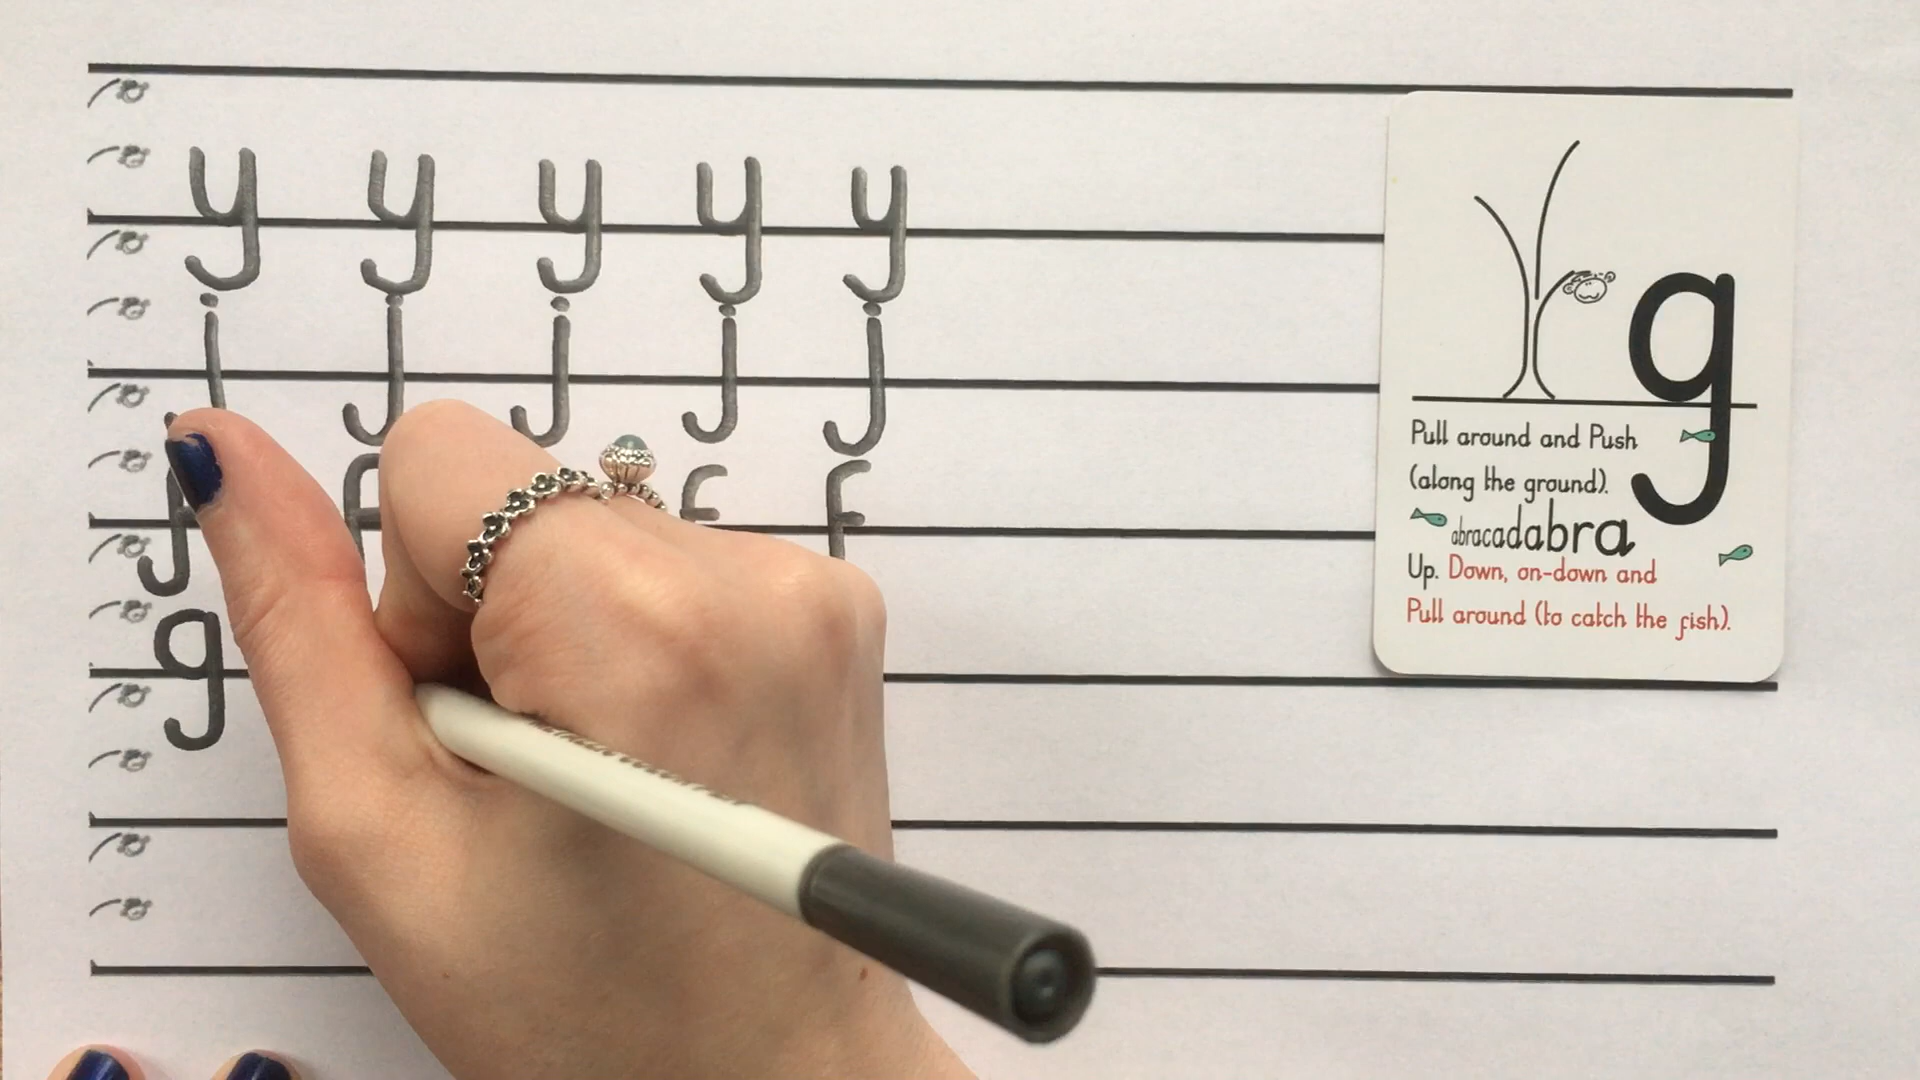 y y y y y
j j j j j
f f f f
g
g
Pull around and Push
(along the ground).
abracadabra
Up. Down, on-down and
Pull around (to catch the fish).